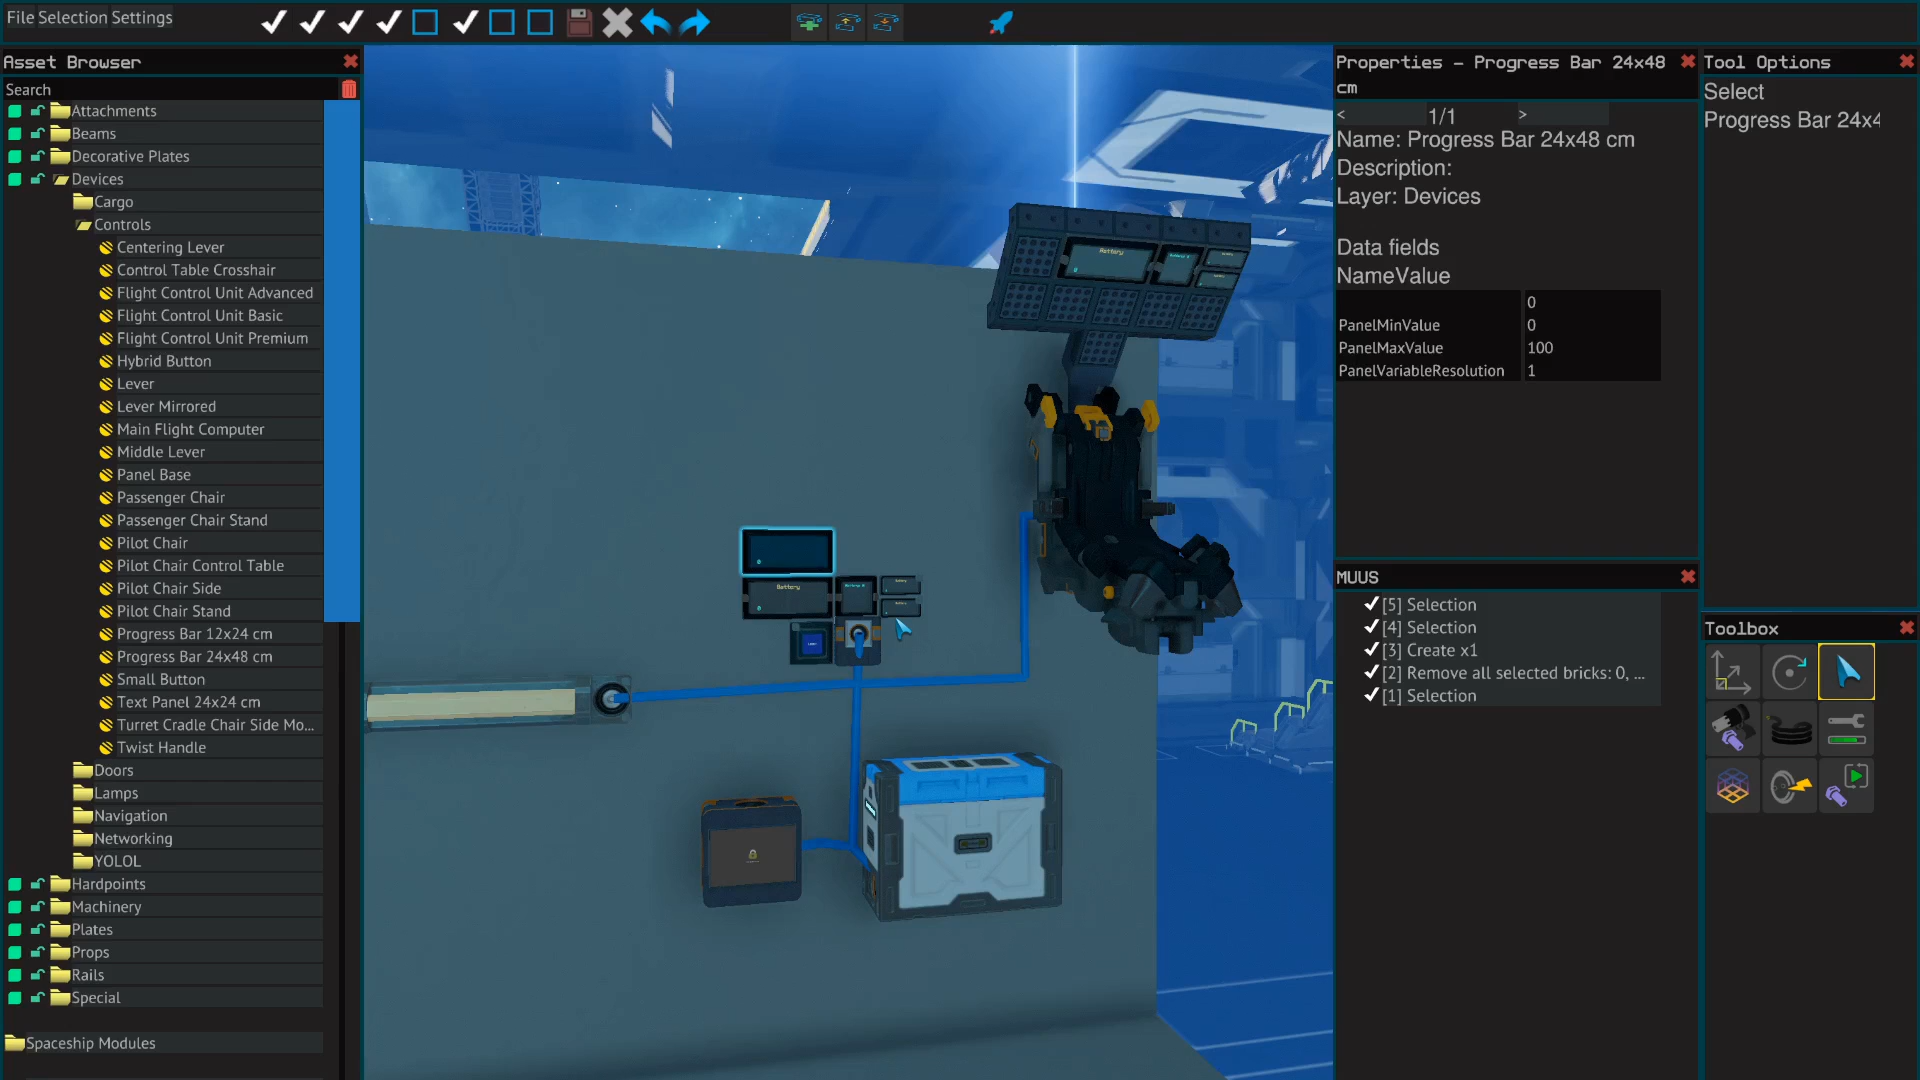 File Selection Settings
Asset Browser
Search
Attachments
Beams
Decorative Plates
Devices
Cargo
Controls
Centering Lever
Control Table Crosshair
Flight Control Unit Advanced
Flight Control Unit Basic
Flight Control Unit Premium
Hybrid Button
Lever
Lever Mirrored
Main Flight Computer
Middle Lever
Panel Base
Passenger Chair
Passenger Chair Stand
Pilot Chair
Pilot Chair Control Table
Pilot Chair Side
Pilot Chair Stand
Progress Bar 12x24 cm
Progress Bar 24x48 cm
Small Button
Text Panel 24x24 cm
Turret Cradle Chair Side Mo...
Twist Handle
Doors
Lamps
Navigation
Networking
YOLOL
Hardpoints
Machinery
Plates
Props
Rails
Special
Spaceship Modules
Battery
0
Battery
0
Properties - Progress Bar 24x48
cm
< 1/1 >
Name: Progress Bar 24x48 cm
Description:
Layer: Devices
Data fields
NameValue
0
PanelMinValue 0
PanelMaxValue 100
PanelVariableResolution 1
MUUS
[5] Selection
[4] Selection
[3] Create x1
[2] Remove all selected bricks: 0, ...
[1] Selection
Tool Options
Select
Progress Bar 24x4
Toolbox